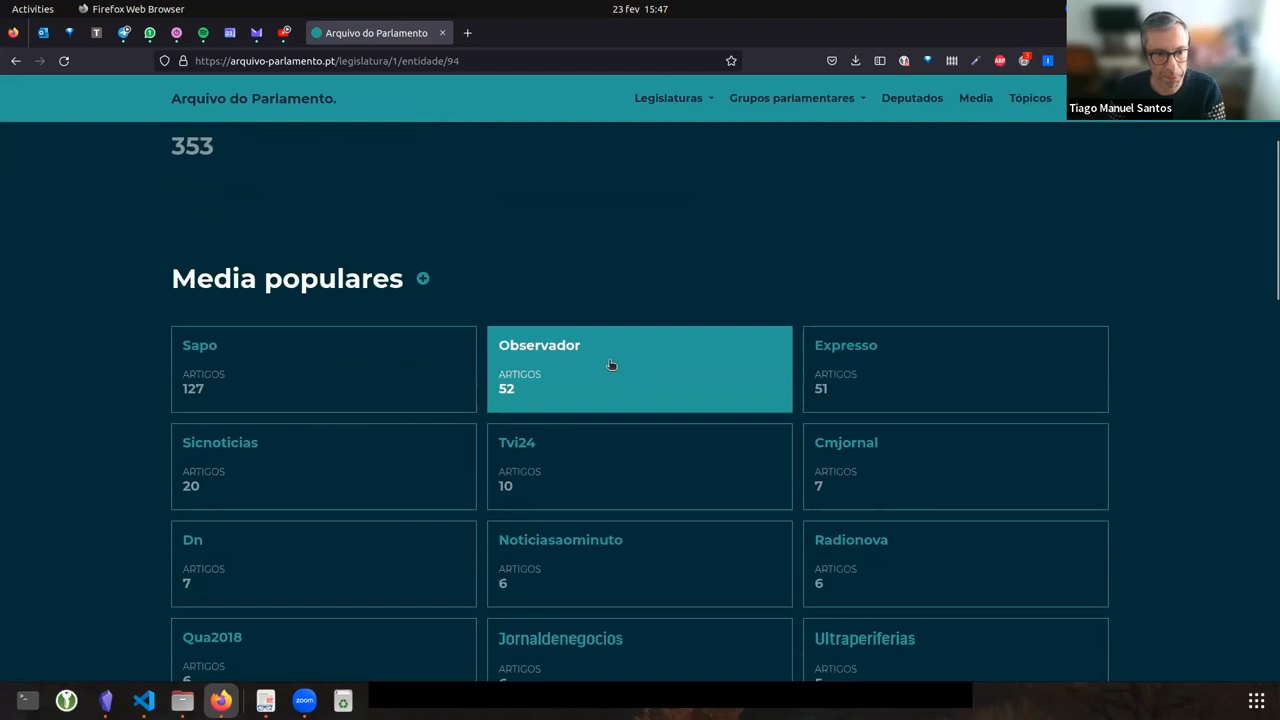 Activities
Firefox Web Browser
23 fev 15:47
Arquivo do Parlamento
https://arquivo-parlamento.pt/legislatura/1/entidade/94
Arquivo do Parlamento.
Legislaturas
Grupos parlamentares
Deputados
Media
Tópicos
Tiago Manuel Santos
353
Media populares
Sapo
ARTIGOS
127
Observador
ARTIGOS
52
Expresso
ARTIGOS
51
Sicnoticias
ARTIGOS
20
Tvi24
ARTIGOS
10
Cmjornal
ARTIGOS
7
Dn
ARTIGOS
7
Noticiasaominuto
ARTIGOS
6
Radionova
ARTIGOS
6
Qua2018
ARTIGOS
Jornaldenegocios
ARTIGOS
Ultraperiferias
ARTIGOS
zoom